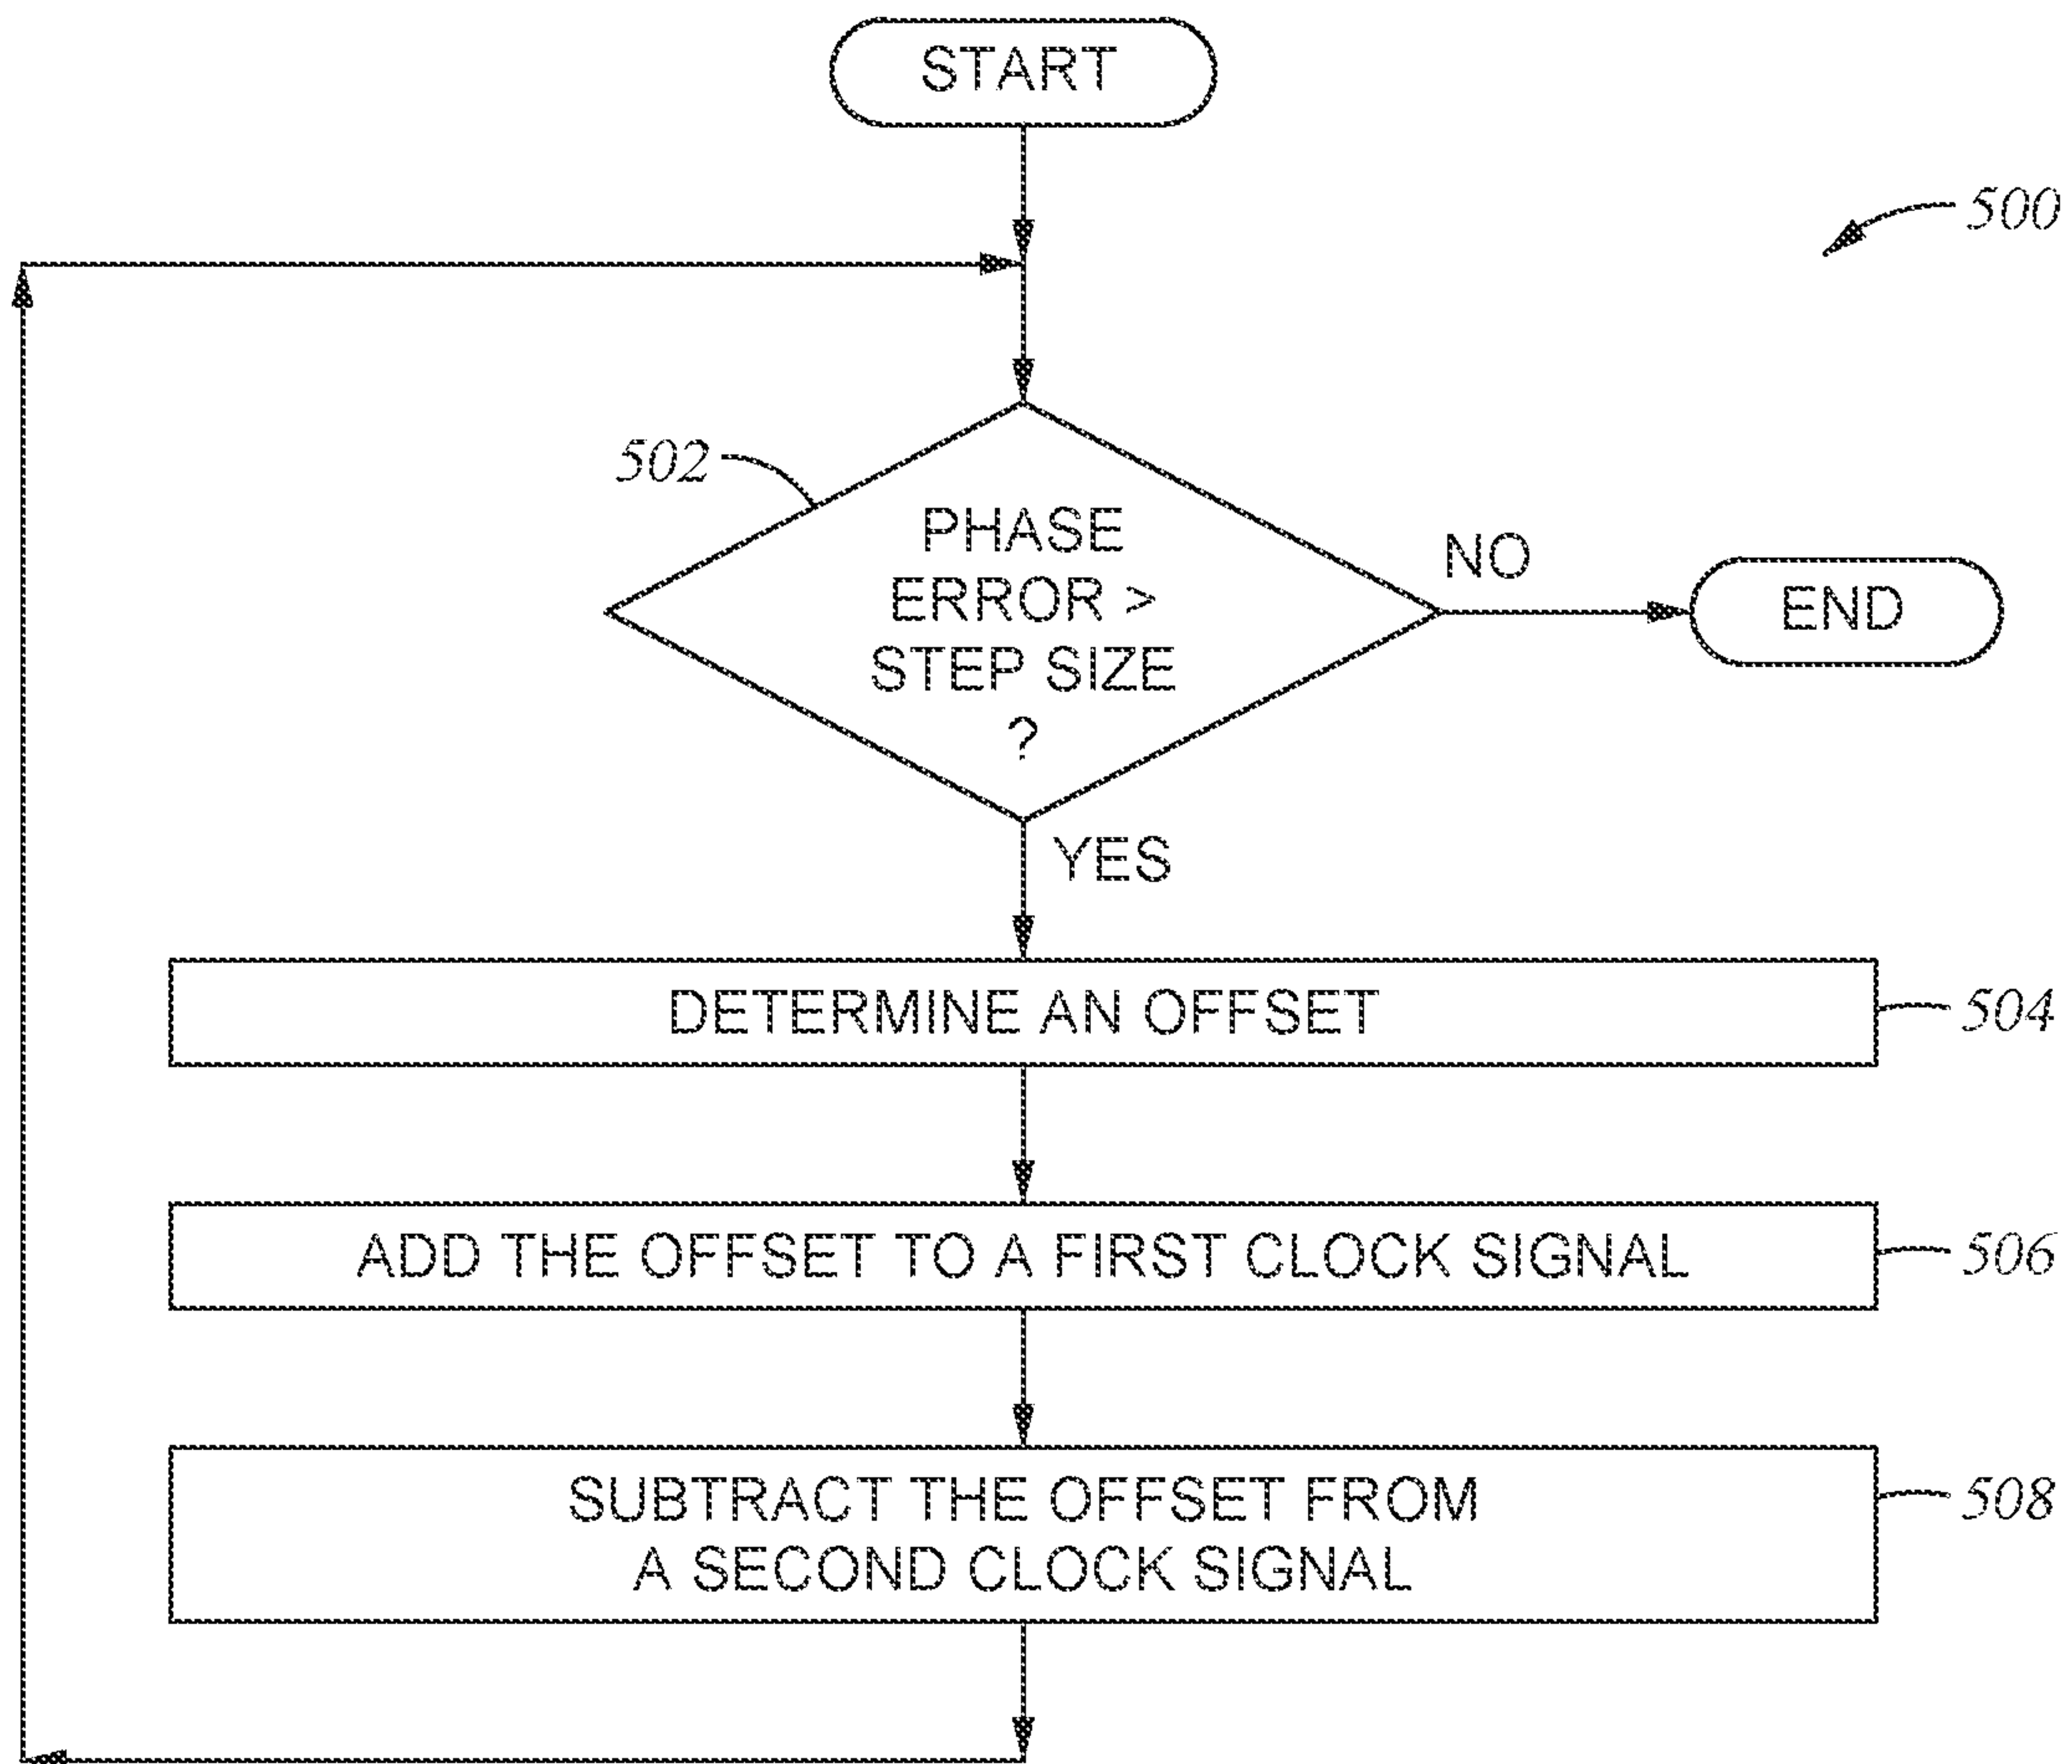 START
500
502
PHASE
ERROR >
STEP SIZE
?
NO
END
YES
DETERMINE AN OFFSET
504
ADD THE OFFSET TO A FIRST CLOCK SIGNAL
506
SUBTRACT THE OFFSET FROM
A SECOND CLOCK SIGNAL
508